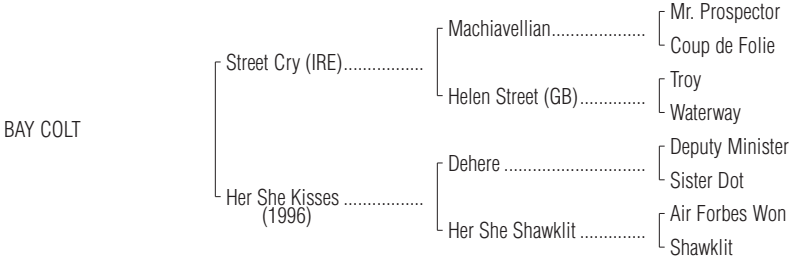 Mr. Prospector
Machiavellian....................
Coup de Folie
Street Cry (IRE).................
Troy
Helen Street (GB)..............
Waterway
BAY COLT
Deputy Minister
Dehere ..............................
Sister Dot
Her She Kisses .................
(1996)
Air Forbes Won
Her She Shawklit ..............
Shawklit